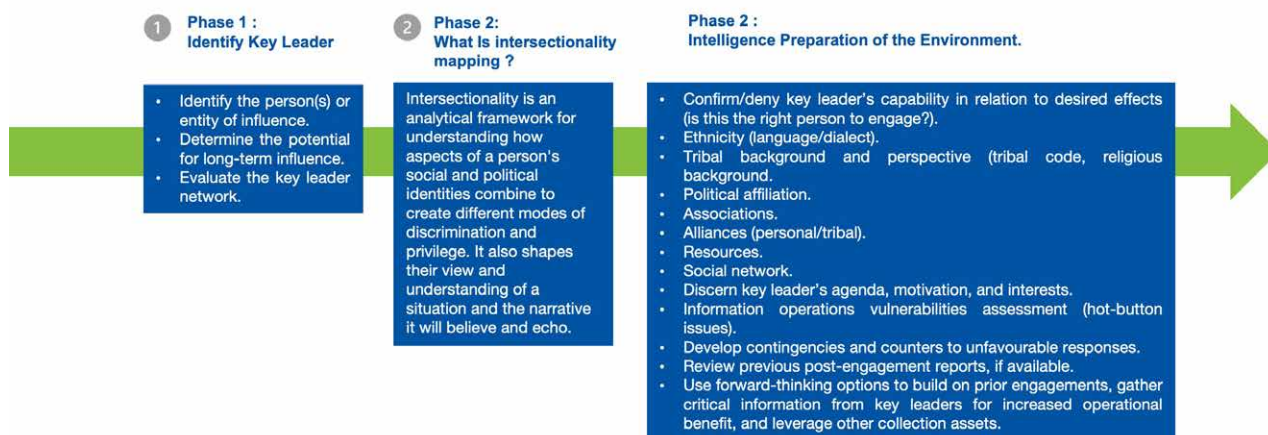 1
Phase 1 :
Identify Key Leader
• Identify the person(s) or
entity of influence.
• Determine the potential
for long-term influence.
• Evaluate the key leader
network.
2
Phase 2:
What Is intersectionality
mapping ?
Intersectionality is an
analytical framework for
understanding how
aspects of a person's
social and political
identities combine to
create different modes of
discrimination and
privilege. It also shapes
their view and
understanding of a
situation and the narrative
it will believe and echo.
Phase 2 :
Intelligence Preparation of the Environment.
• Confirm/deny key leader's capability in relation to desired effects
(is this the right person to engage?).
• Ethnicity (language/dialect).
• Tribal background and perspective (tribal code, religious
background.
• Political affiliation.
• Associations.
• Alliances (personal/tribal).
• Resources.
• Social network.
• Discern key leader's agenda, motivation, and interests.
• Information operations vulnerabilities assessment (hot-button
issues).
• Develop contingencies and counters to unfavourable responses.
• Review previous post-engagement reports, if available.
• Use forward-thinking options to build on prior engagements, gather
critical information from key leaders for increased operational
benefit, and leverage other collection assets.